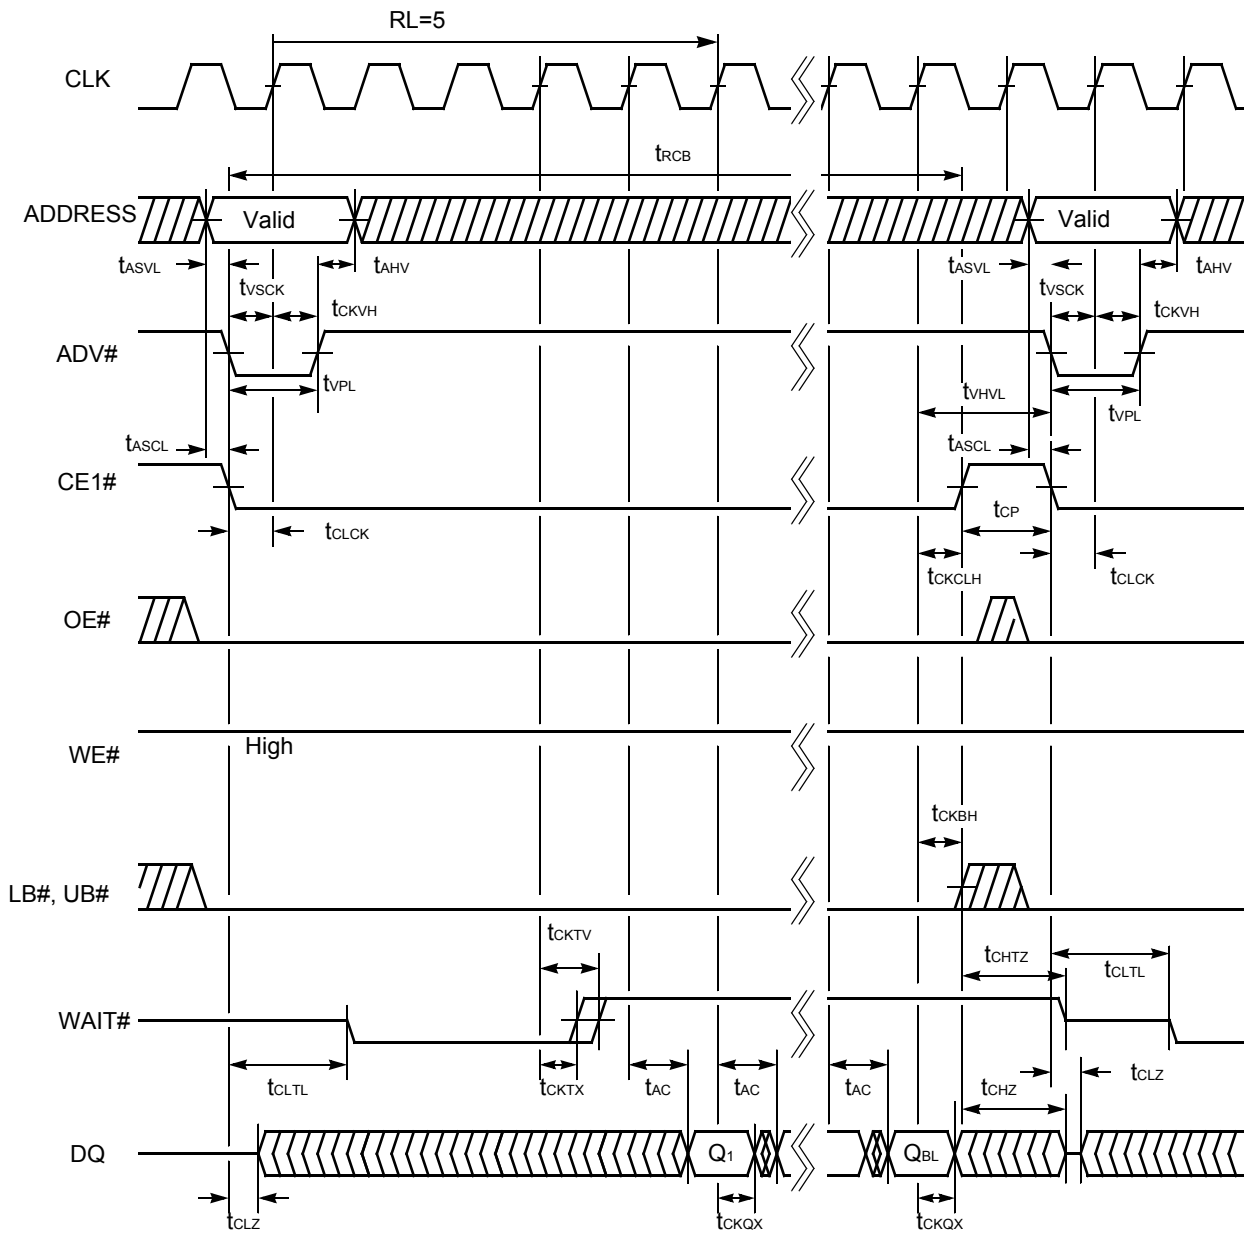 RL=5
CLK
tRCB
ADDRESS Valid Valid
tASVL tAHV tASVL tAHV
tVSCK tVSCK
tCKVH tCKVH
ADV#
tVPL tVHVL tVPL
tASCL tASCL
CE1#
tCP
tCLCK tCKCLH tCLCK
OE#
High
WE#
tCKBH
LB#, UB#
tCKTV tCHTZ tCLTL
WAIT#
tCLTL tCKTX tAC tAC tAC tCHZ tCLZ
DQ Q1 QBL
tCLZ tCKQX tCKQX